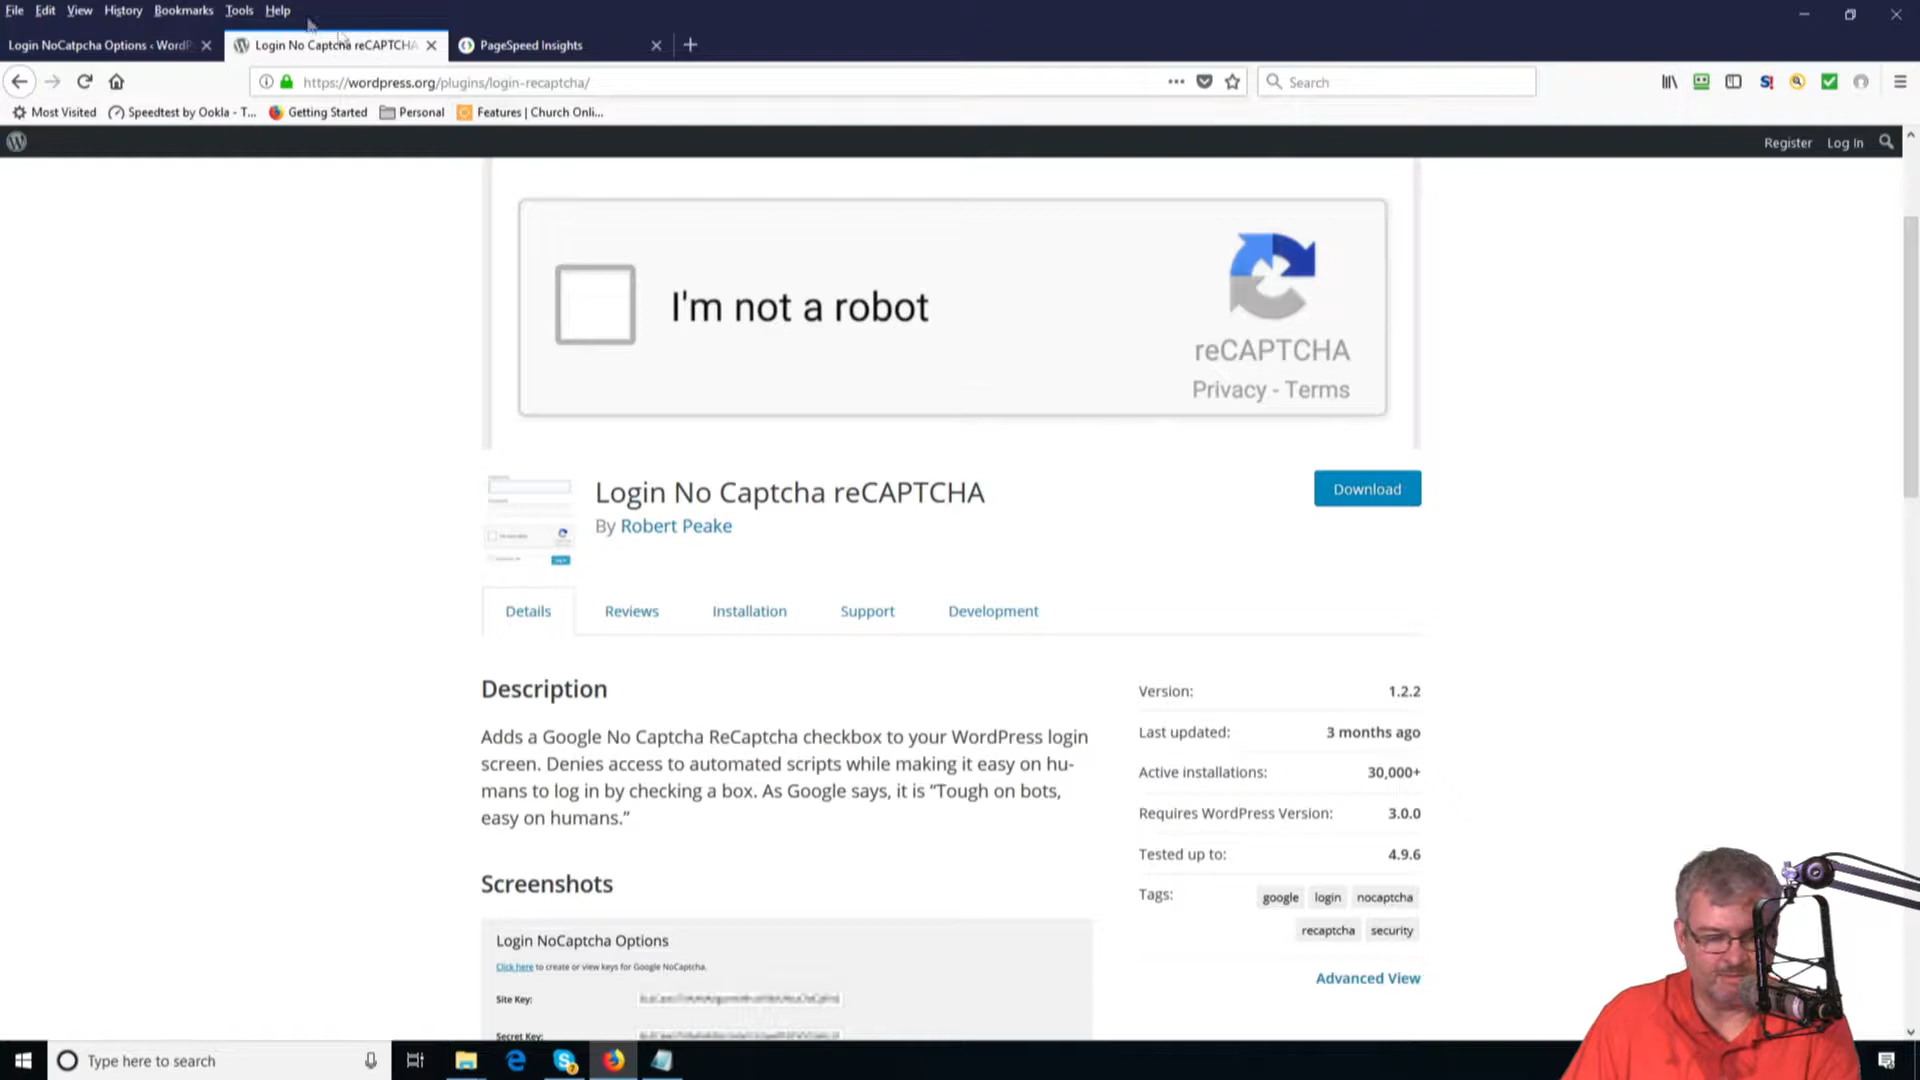 File Edit View History Bookmarks Tools Help
Login NoCatpcha Options ‹ WordP
Login No Captcha reCAPTCHA
PageSpeed Insights
https://wordpress.org/plugins/login-recaptcha/
Search
Most Visited
Speedtest by Ookla - T...
Getting Started
Personal
Features | Church Onli...
Register
Log In
I'm not a robot
reCAPTCHA
Privacy - Terms
Login No Captcha reCAPTCHA
Download
By Robert Peake
Details
Reviews
Installation
Support
Development
Description
Adds a Google No Captcha ReCaptcha checkbox to your WordPress login
screen. Denies access to automated scripts while making it easy on hu-
mans to log in by checking a box. As Google says, it is “Tough on bots,
easy on humans.”
Version: 1.2.2
Last updated: 3 months ago
Active installations: 30,000+
Requires WordPress Version: 3.0.0
Tested up to: 4.9.6
Tags: google login nocaptcha
recaptcha security
Advanced View
Screenshots
Login NoCaptcha Options
Click here to create or view keys for Google NoCaptcha.
Site Key:
Secret Key:
Type here to search